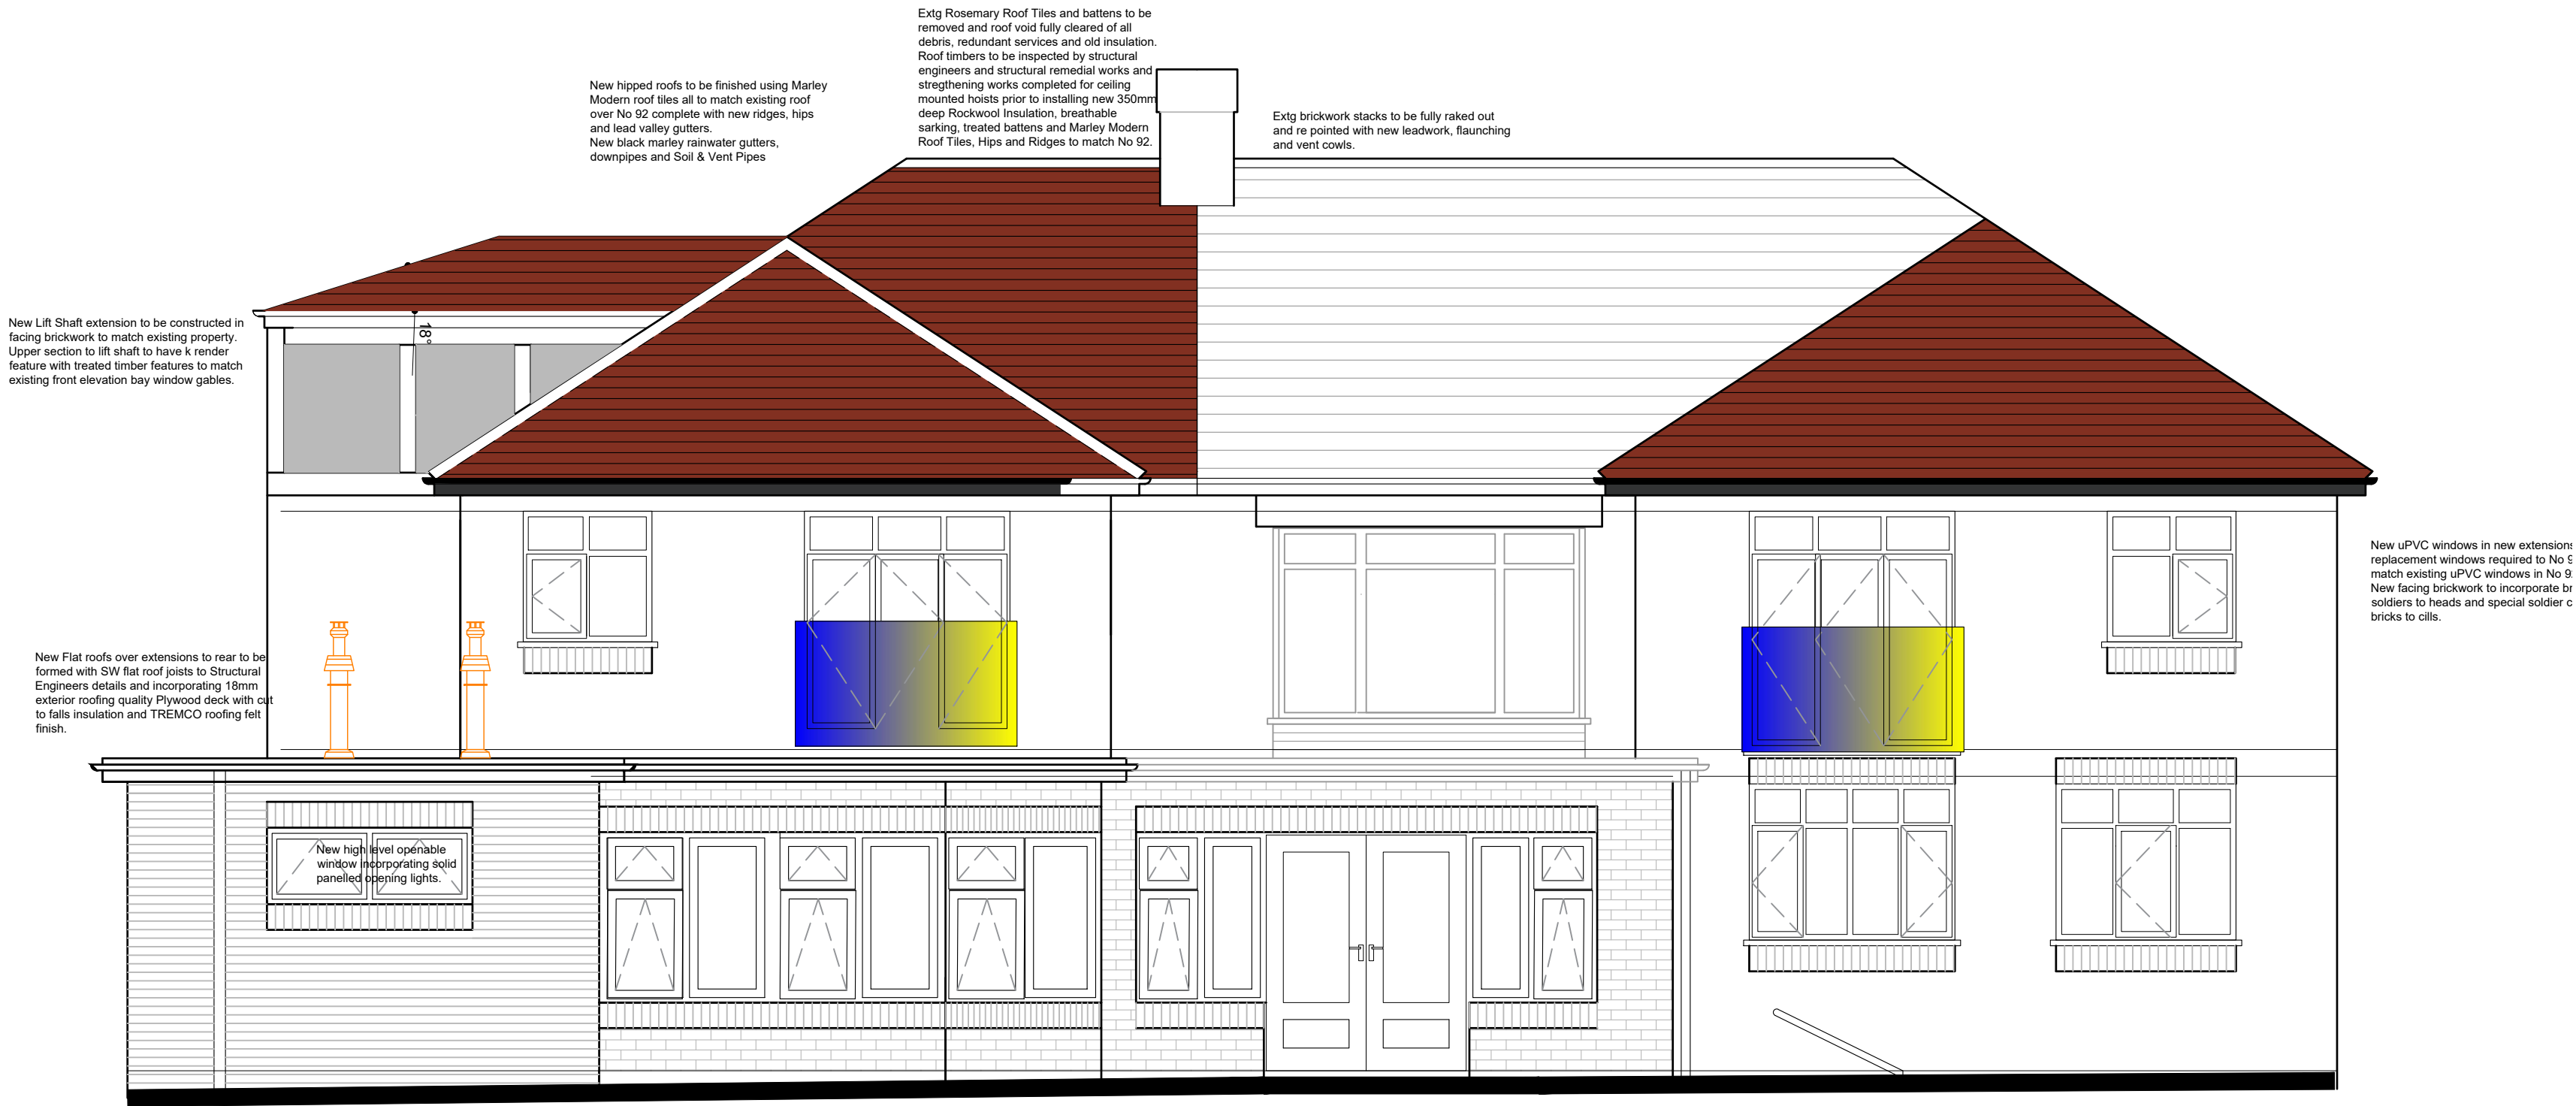 Extg Rosemary Roof Tiles and battens to be
removed and roof void fully cleared of all
debris, redundant services and old insulation.
Roof timbers to be inspected by structural
engineers and structural remedial works and
stregthening works completed for ceiling
mounted hoists prior to installing new 350mm
deep Rockwool Insulation, breathable
sarking, treated battens and Marley Modern
Roof Tiles, Hips and Ridges to match No 92.
New hipped roofs to be finished using Marley
Modern roof tiles all to match existing roof
over No 92 complete with new ridges, hips
and lead valley gutters.
New black marley rainwater gutters,
downpipes and Soil & Vent Pipes
Extg brickwork stacks to be fully raked out
and re pointed with new leadwork, flaunching
and vent cowls.
New Lift Shaft extension to be constructed in
facing brickwork to match existing property.
Upper section to lift shaft to have k render
feature with treated timber features to match
existing front elevation bay window gables.
18°
New uPVC windows in new extensions
replacement windows required to No
match existing uPVC windows in No
New facing brickwork to incorporate
soldiers to heads and special soldier
bricks to cills.
New Flat roofs over extensions to rear to be
formed with SW flat roof joists to Structural
Engineers details and incorporating 18mm
exterior roofing quality Plywood deck with cut
to falls insulation and TREMCO roofing felt
finish.
New high level openable
window incorporating solid
panelled opening lights.